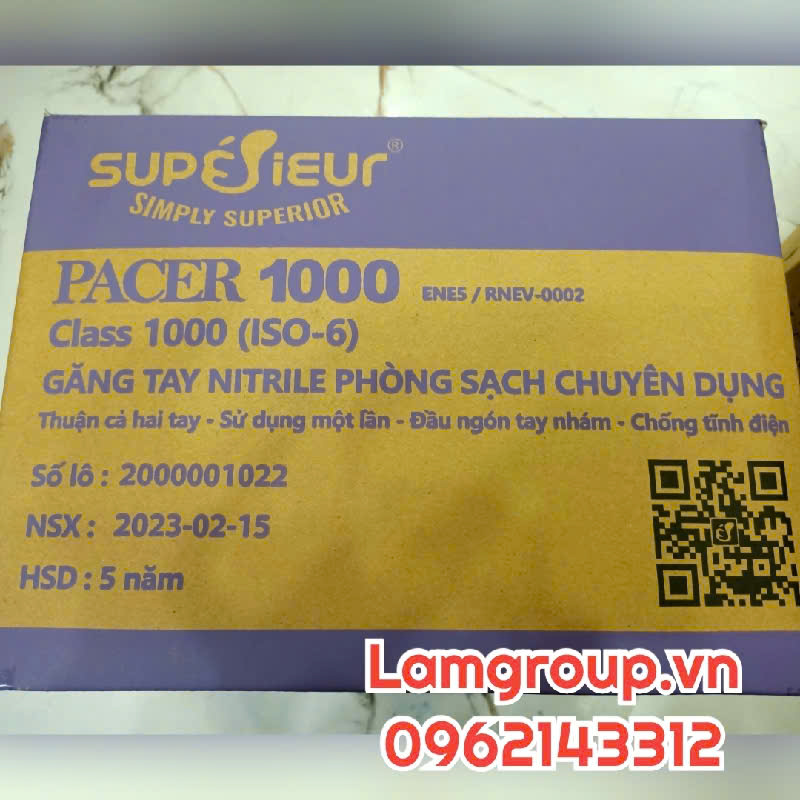 SUPÉSiEUr®
SIMPLY SUPERIOR
PACER 1000 ENE5 / RNEV-0002
Class 1000 (ISO-6)
GĂNG TAY NITRILE PHÒNG SẠCH CHUYÊN DỤNG
Thuận cả hai tay - Sử dụng một lần - Đầu ngón tay nhám - Chống tĩnh điện
Số lô : 2000001022
NSX : 2023-02-15
HSD : 5 năm
Lamgroup.vn
0962143312